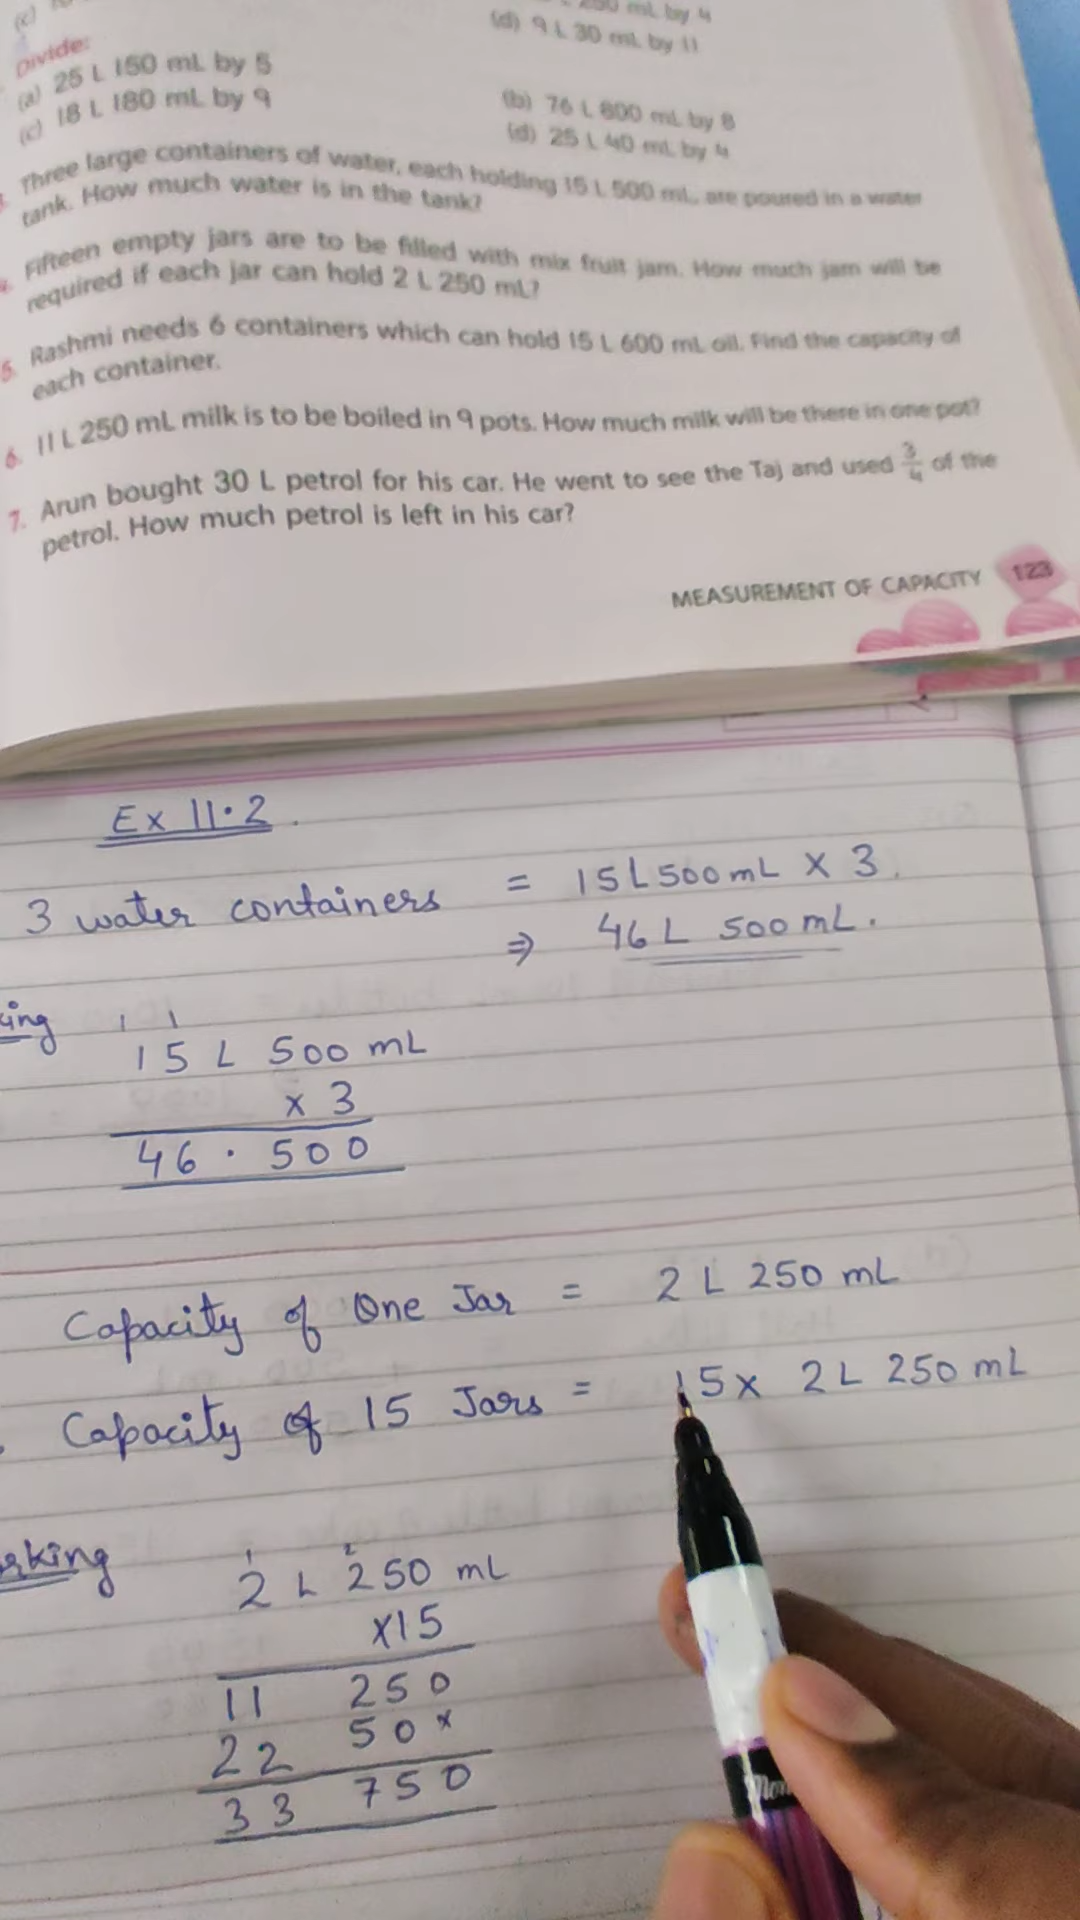 (c)
250 mL by 4
(d) 9 L 30 mL by 11
Divide:
(a) 25 L 150 mL by 5
(b) 76 L 800 mL by 8
(c) 18 L 180 mL by 9
(d) 25 L 40 mL by 4
Three large containers of water, each holding 15 L 500 mL, are poured in a water
tank. How much water is in the tank?
Fifteen empty jars are to be filled with mix fruit jam. How much jam will be
required if each jar can hold 2 L 250 mL?
5. Rashmi needs 6 containers which can hold 15 L 600 mL oil. Find the capacity of
each container.
6. 11 L 250 mL milk is to be boiled in 9 pots. How much milk will be there in one pot?
7. Arun bought 30 L petrol for his car. He went to see the Taj and used 3/4 of the
petrol. How much petrol is left in his car?
MEASUREMENT OF CAPACITY 123
Ex 11.2
3 water containers = 15L500mL X 3.
⇒ 46L 500mL.
king 1 1
15 L 500 mL
x 3
46 . 500
Capacity of One Jar = 2 L 250 mL
Capacity of 15 Jars = 15x 2L 250 mL
orking 1 2
2 L 250 mL
x15
11 250
22 50x
33 750